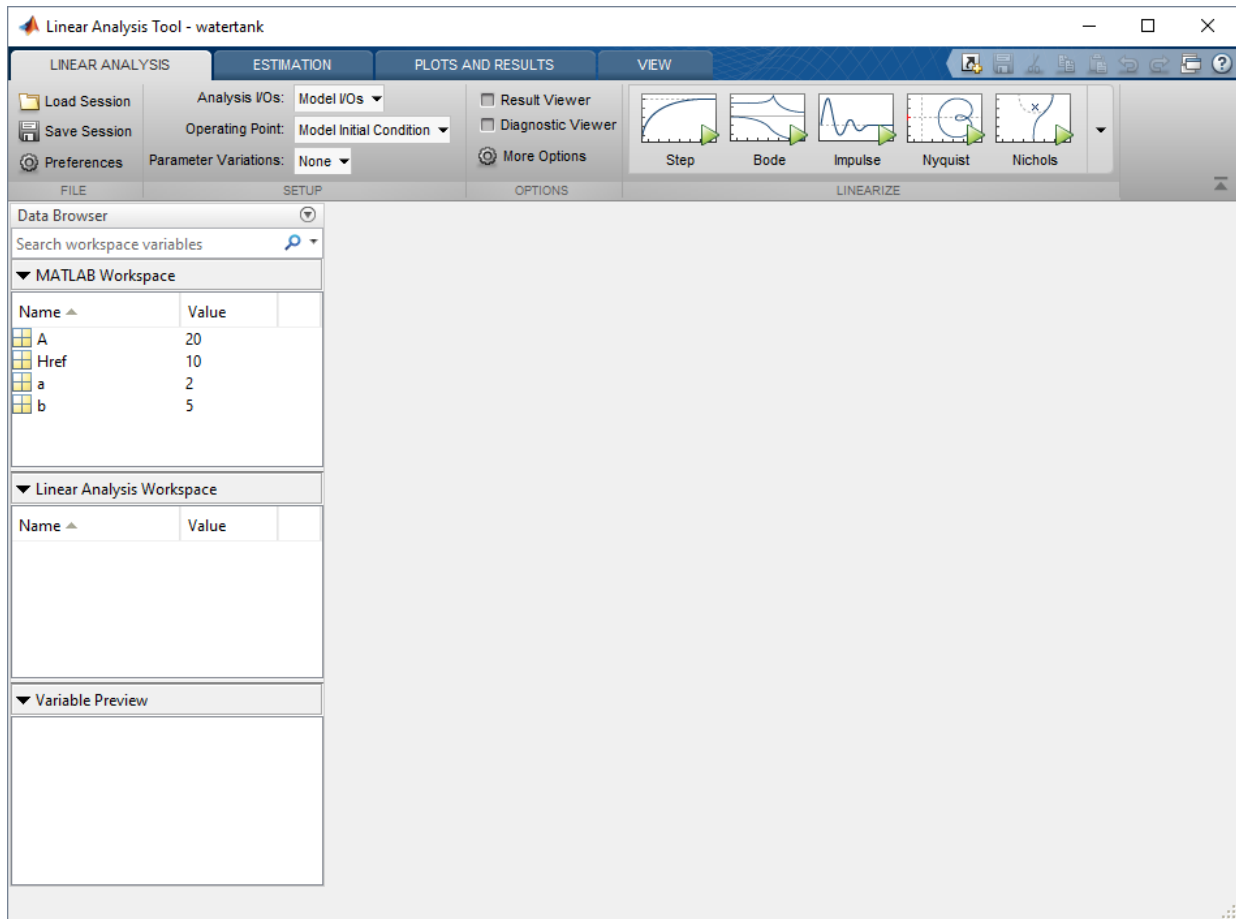 Linear Analysis Tool - watertank
LINEAR ANALYSIS ESTIMATION PLOTS AND RESULTS VIEW
Load Session Analysis I/Os: Model I/Os Result Viewer
Save Session Operating Point: Model Initial Condition Diagnostic Viewer
Preferences Parameter Variations: None More Options Step Bode Impulse Nyquist Nichols
FILE SETUP OPTIONS LINEARIZE
Data Browser
Search workspace variables
MATLAB Workspace
Name Value
A 20
Href 10
a 2
b 5
Linear Analysis Workspace
Name Value
Variable Preview